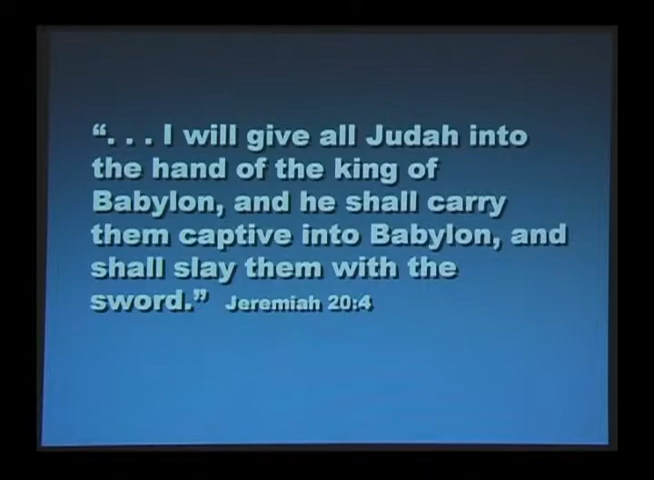 “. . . I will give all Judah into
the hand of the king of
Babylon, and he shall carry
them captive into Babylon, and
shall slay them with the
sword.” Jeremiah 20:4